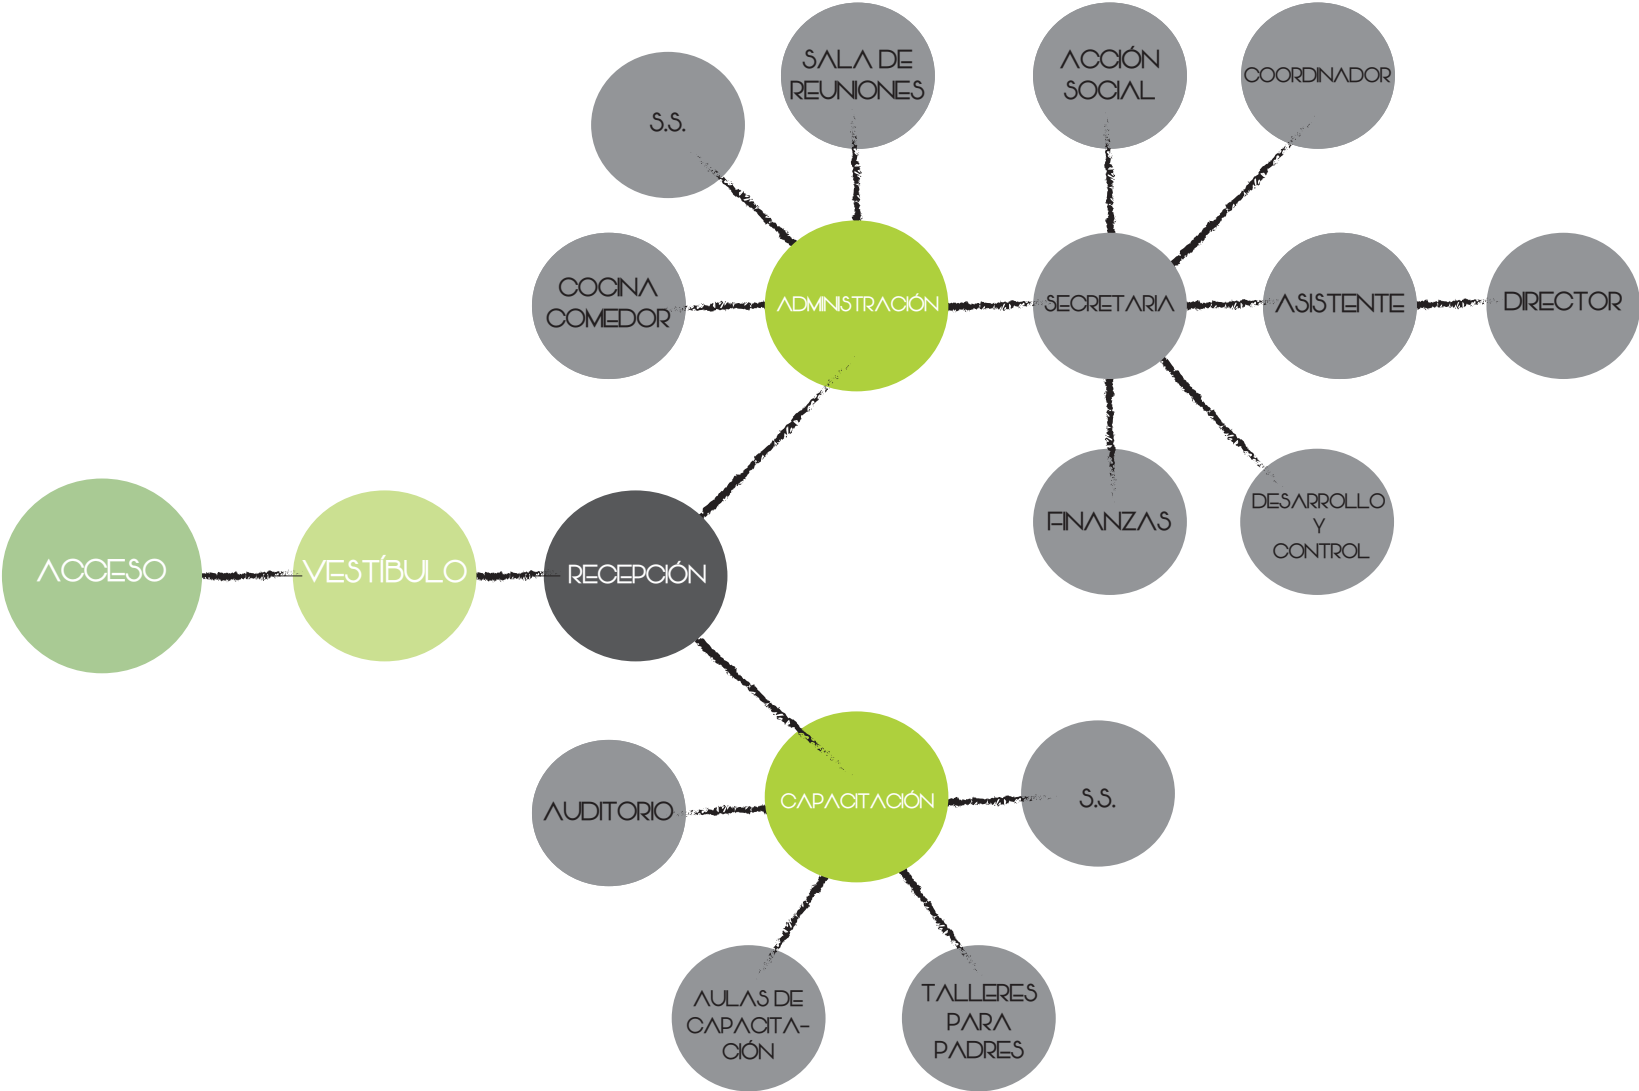 SALA DE
REUNIONES
ACCIÓN
SOCIAL
COORDINADOR
S.S.
COCINA
COMEDOR
ADMINISTRACIÓN
SECRETARIA
ASISTENTE
DIRECTOR
FINANZAS
DESARROLLO
Y
CONTROL
ACCESO
VESTÍBULO
RECEPCIÓN
AUDITORIO
CAPACITACIÓN
S.S.
AULAS DE
CAPACITA-
CIÓN
TALLERES
PARA
PADRES